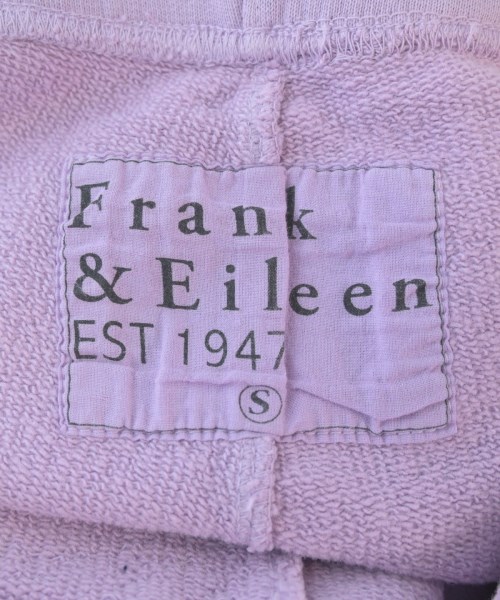 Frank
& Eileen
EST 1947
S